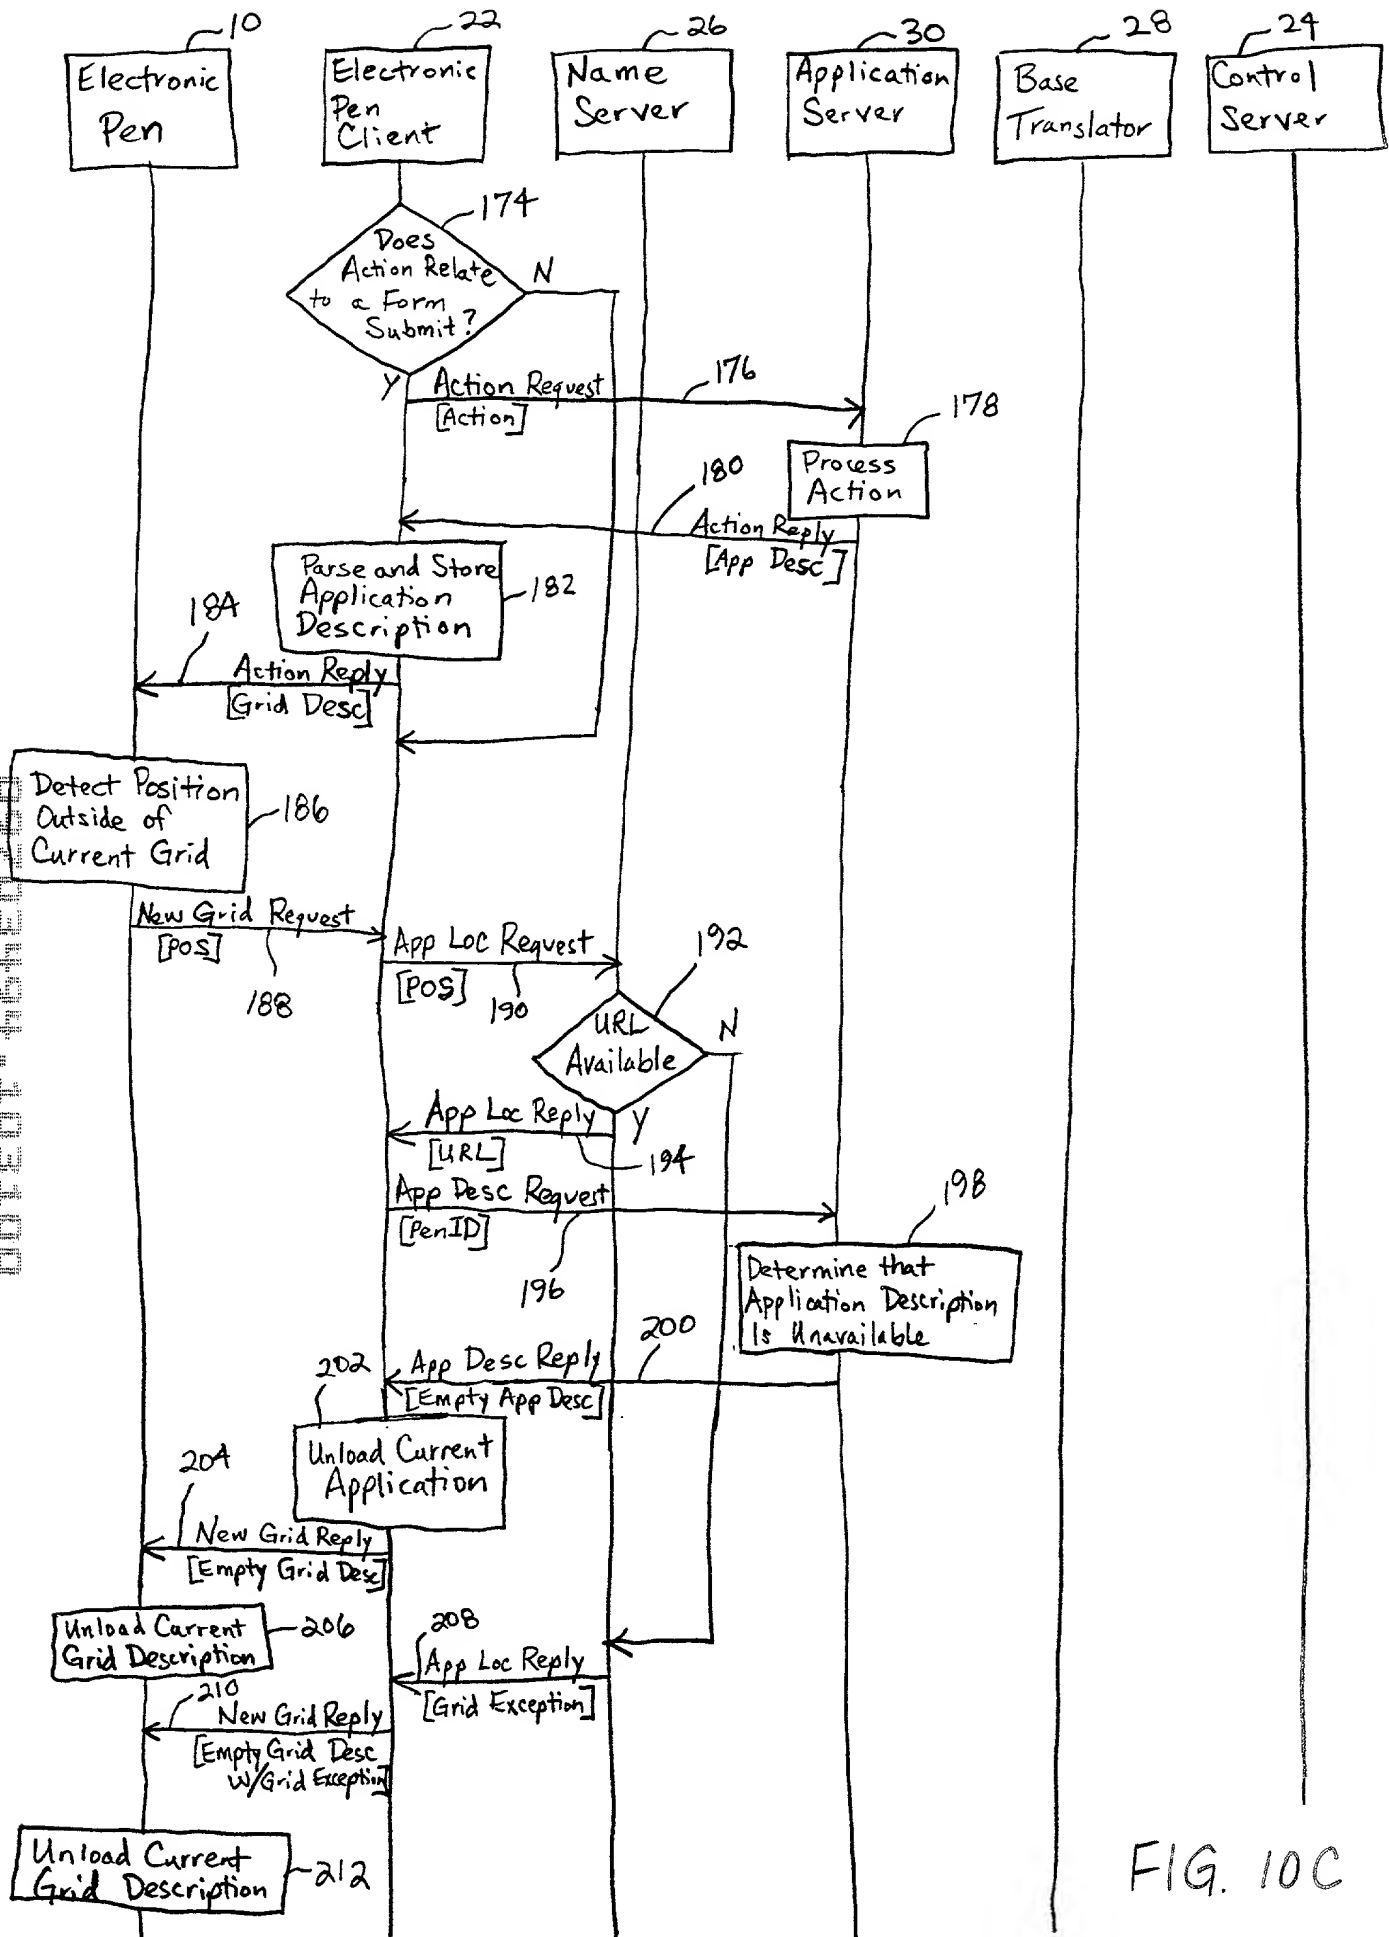 10
22
26
30
28
24
Electronic
Pen
Electronic
Pen
Client
Name
Server
Application
Server
Base
Translator
Control
Server
174
Does
Action Relate
to a Form
Submit?
N
Y
Action Request
[Action]
176
178
Process
Action
180
Action Reply
[App Desc]
Parse and Store
Application
Description
182
184
Action Reply
[Grid Desc]
Detect Position
Outside of
Current Grid
186
New Grid Request
[POS]
188
App Loc Request
[POS]
190
192
URL
Available
N
Y
App Loc Reply
[URL]
194
App Desc Request
[PenID]
196
198
Determine that
Application Description
Is Unavailable
200
App Desc Reply
[Empty App Desc]
202
Unload Current
Application
204
New Grid Reply
[Empty Grid Desc]
Unload Current
Grid Description
206
208
App Loc Reply
[Grid Exception]
210
New Grid Reply
[Empty Grid Desc
w/Grid Exception]
Unload Current
Grid Description
212
FIG. 10C